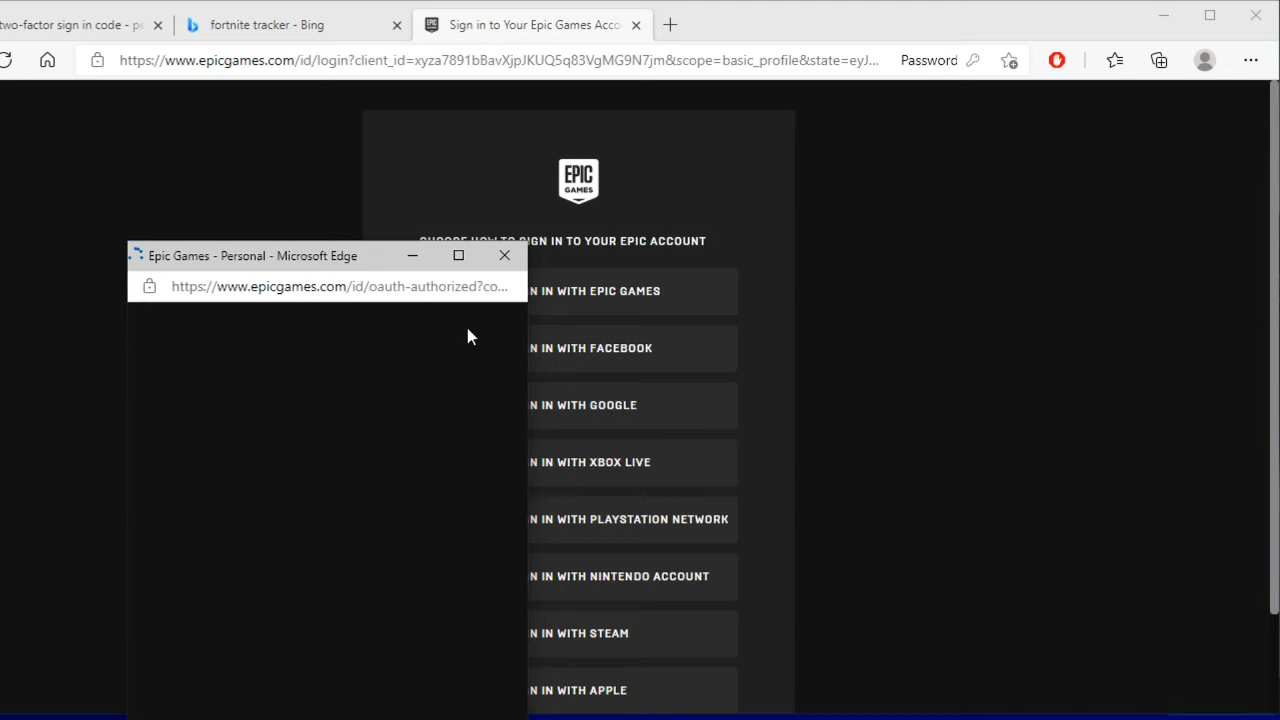 two-factor sign in code - pe
fortnite tracker - Bing
Sign in to Your Epic Games Acco
https://www.epicgames.com/id/login?client_id=xyza7891bBavXjpJKUQ5q83VgMG9N7jm&scope=basic_profile&state=eyJ...
Password
EPIC
GAMES
CHOOSE HOW TO SIGN IN TO YOUR EPIC ACCOUNT
Epic Games - Personal - Microsoft Edge
https://www.epicgames.com/id/oauth-authorized?co...
N IN WITH EPIC GAMES
N IN WITH FACEBOOK
N IN WITH GOOGLE
N IN WITH XBOX LIVE
N IN WITH PLAYSTATION NETWORK
N IN WITH NINTENDO ACCOUNT
N IN WITH STEAM
N IN WITH APPLE